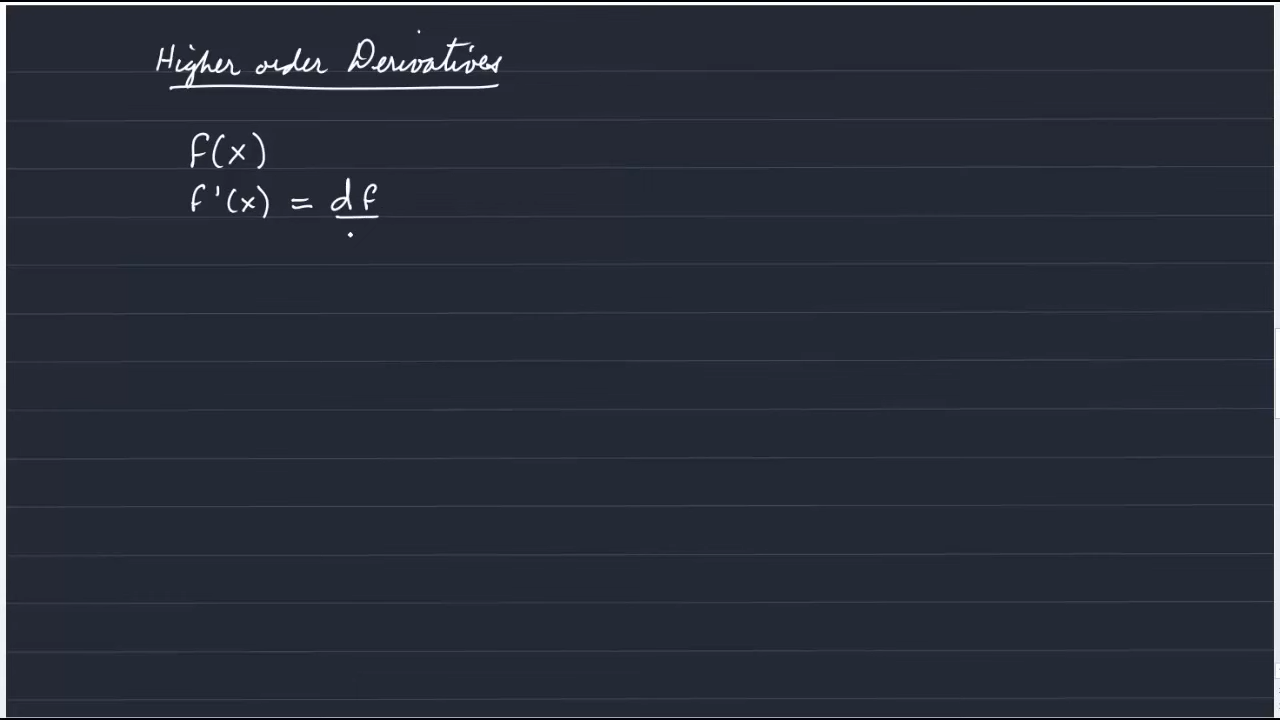 Higher order Derivatives
f(x)
f'(x) = df